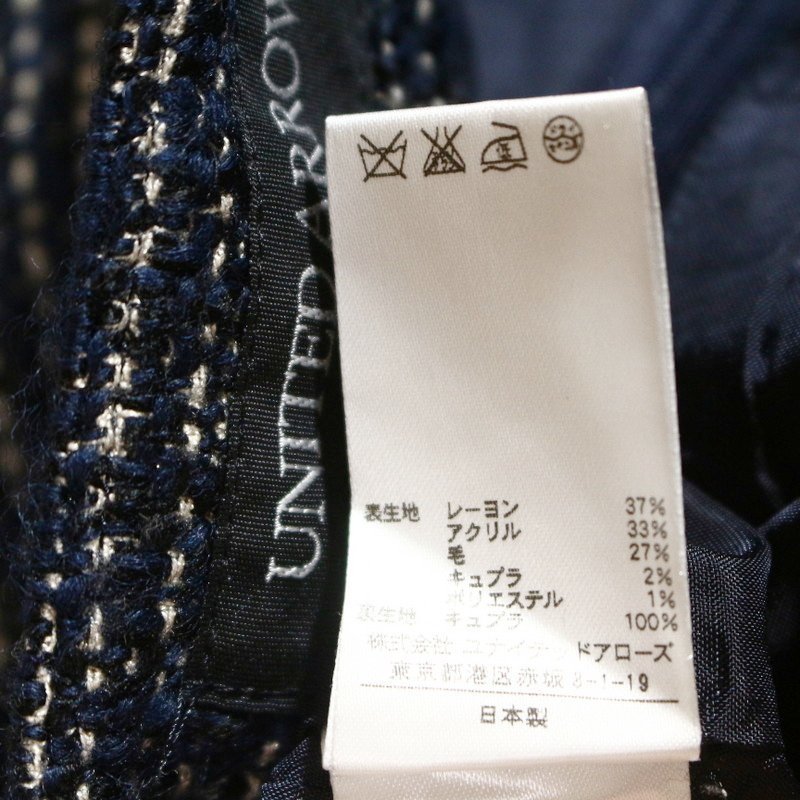 UNITED ARROW
低
表生地 レーヨン 37%
アクリル 33%
毛 27%
キュプラ 2%
ポリエステル 1%
表生地 キュプラ 100%
株式会社 ユナイテッドアローズ
東京都港区赤坂 8-1-19
日本製